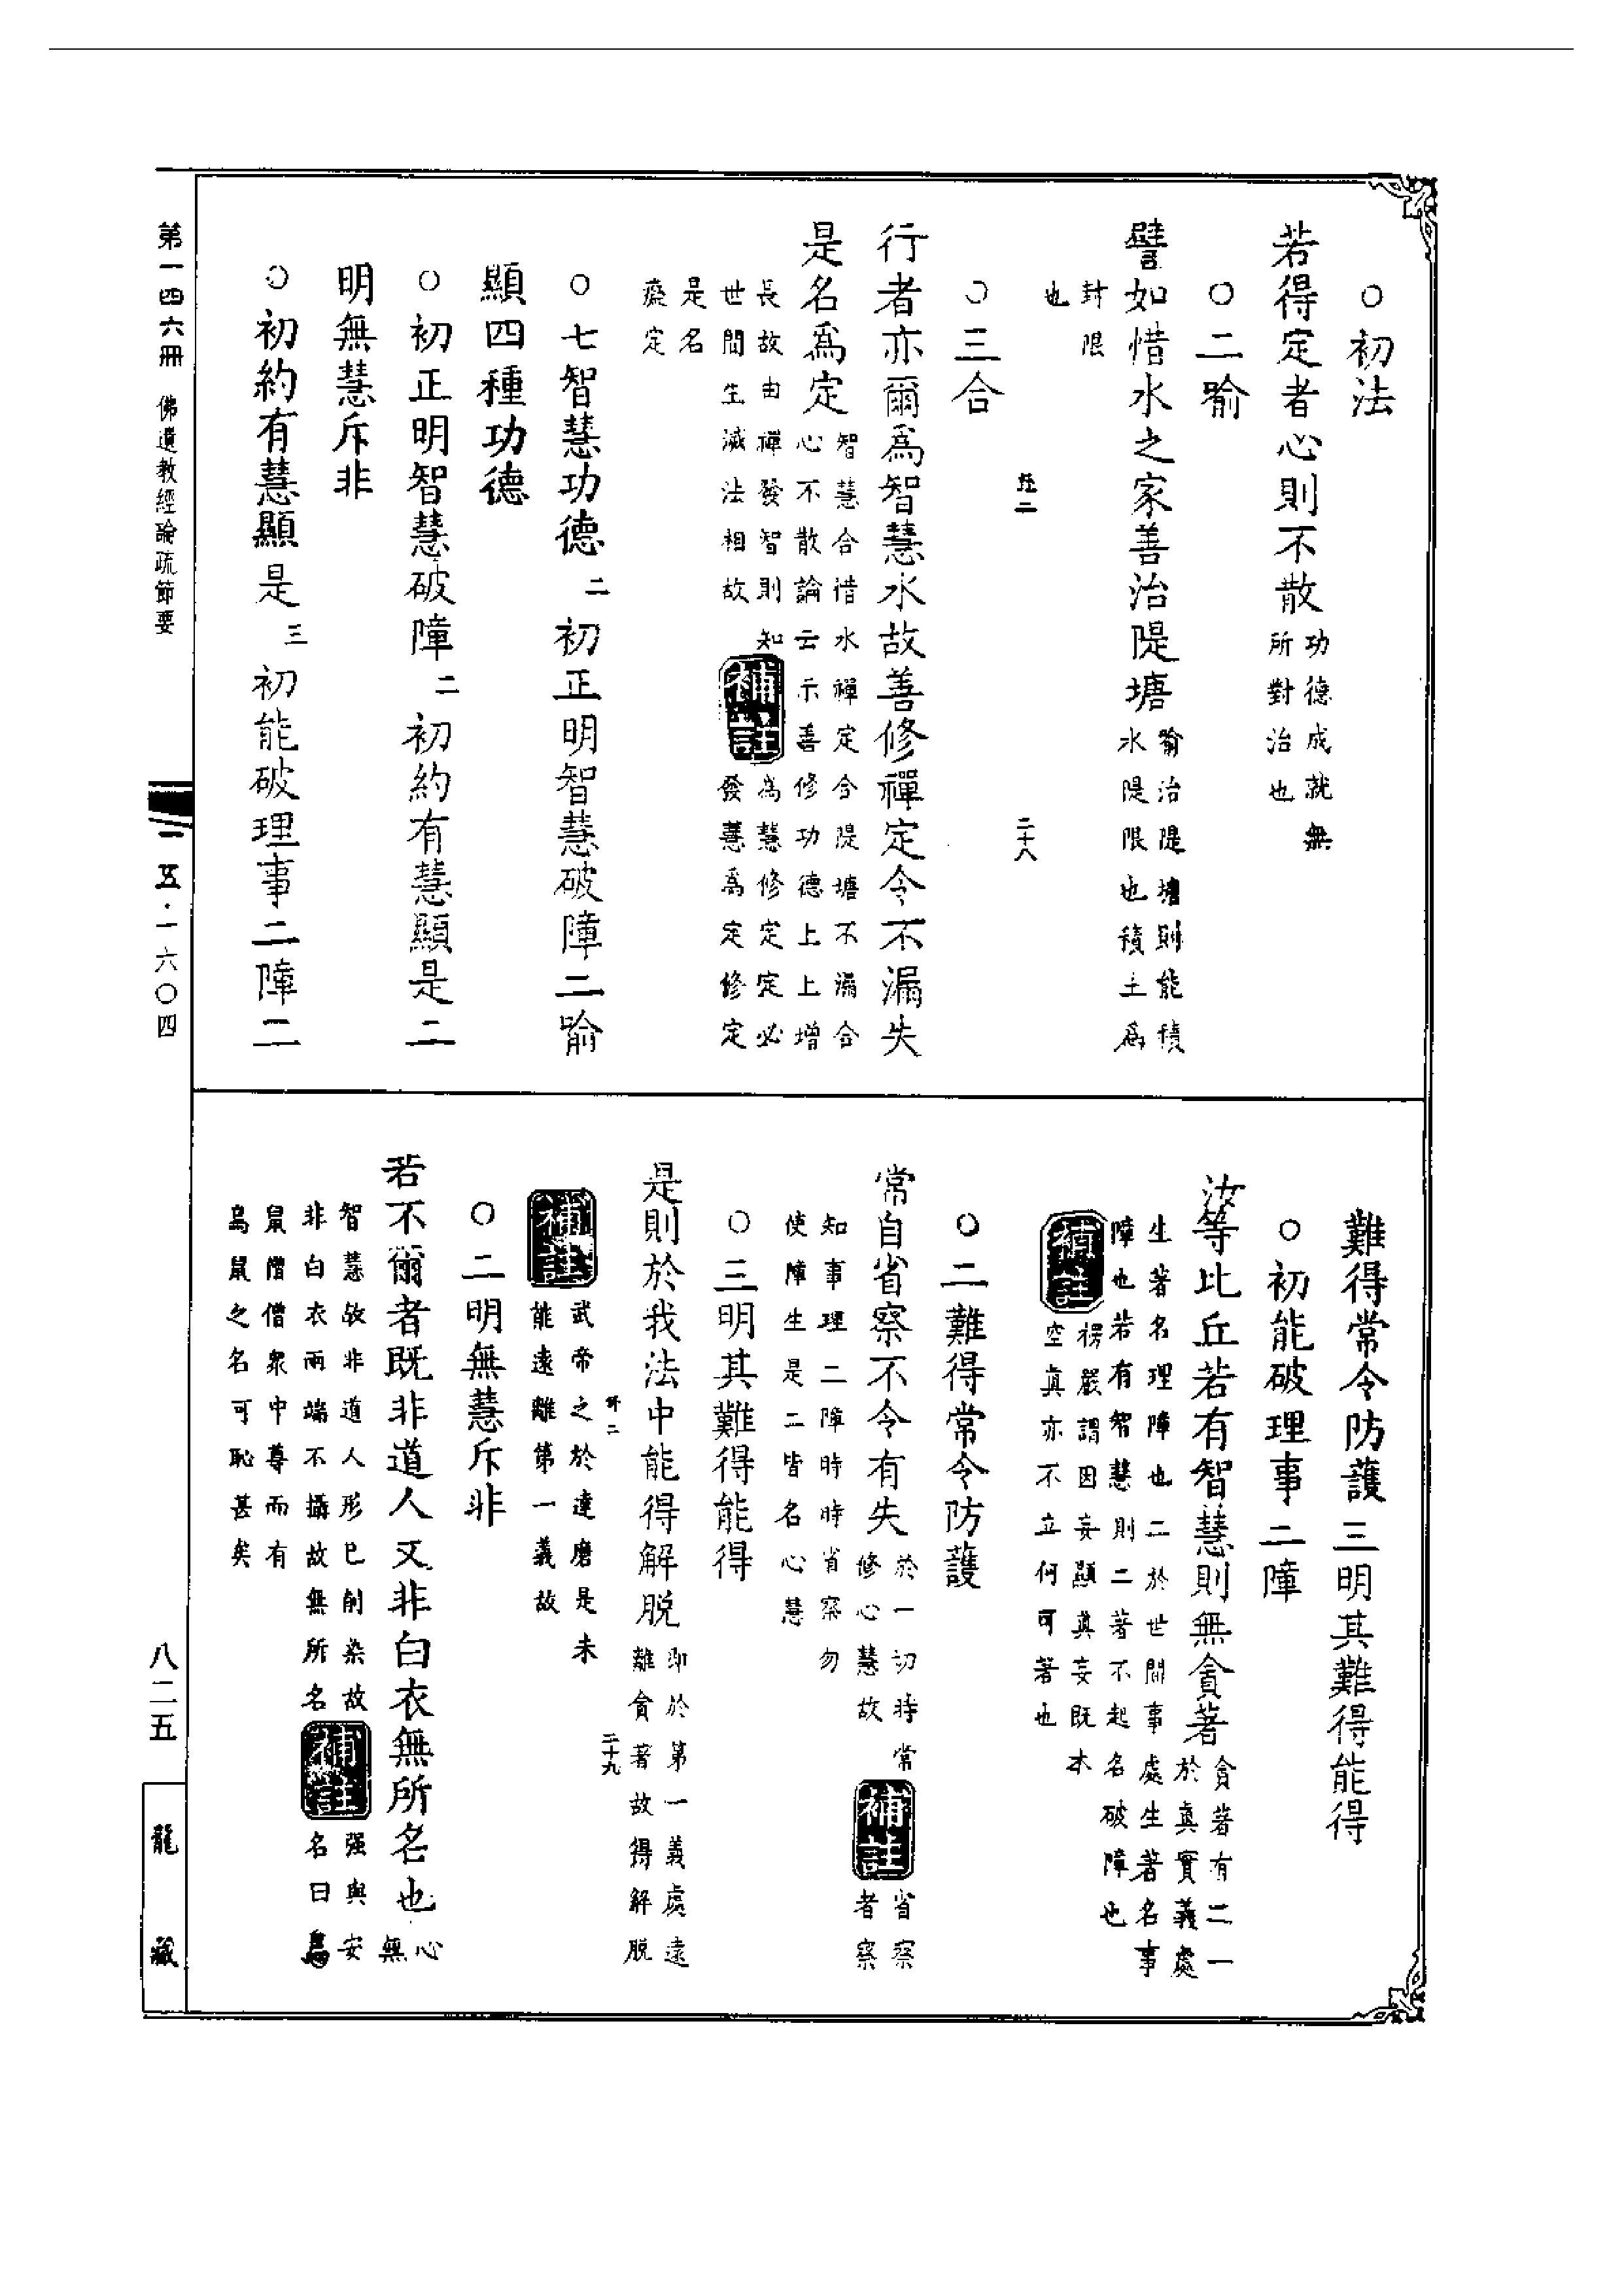 ○初法
若得定者心則不散
功德成就無
所對治也
○二喻
譬如惜水之家善治隄塘
喻治隄塘則能積
水隄限也積土為
封限
也
二十八
○三合
行者亦爾爲智慧水故善修禪定令不漏失
是名爲定
智慧合惜水禪定合隄塘不漏合
心不散論云示善修功德上上增
長故由禪發智則知
世間生滅法相故
補註
為慧修定定必
發慧爲定修定
是名
癡定
○七智慧功德二初正明智慧破障二喻
顯四種功德
○初正明智慧破障二初約有慧顯是二
明無慧斥非
○初約有慧顯是三初能破理事二障二
難得常令防護三明其難得能得
○初能破理事二障
汝等比丘若有智慧則無貪著
貪著有二一
於真實義處
生著名理障也二於世間事處生著名事
障也若有智慧則二著不起名破障也
補註
楞嚴謂因妄顯真妄既本
空真亦不立何可著也
○二難得常令防護
常自省察不令有失
於一切時常
修心慧故
補註
省察
者察
知事理二障時時省察勿
使障生是二皆名心慧
○三明其難得能得
是則於我法中能得解脱
即於第一義處遠
離貪著故得解脱
二十九
補註
武帝之於達磨是未
能遠離第一義故
○二明無慧斥非
若不爾者既非道人又非白衣無所名也
心
無
智慧故非道人形已削染故
非白衣兩端不攝故無所名
補註
强與安
名曰鳥
鼠僧僧衆中尊而有
鳥鼠之名可恥甚矣
第一四六冊 佛遺教經論疏節要
一五·一六〇四
八二五
龍藏